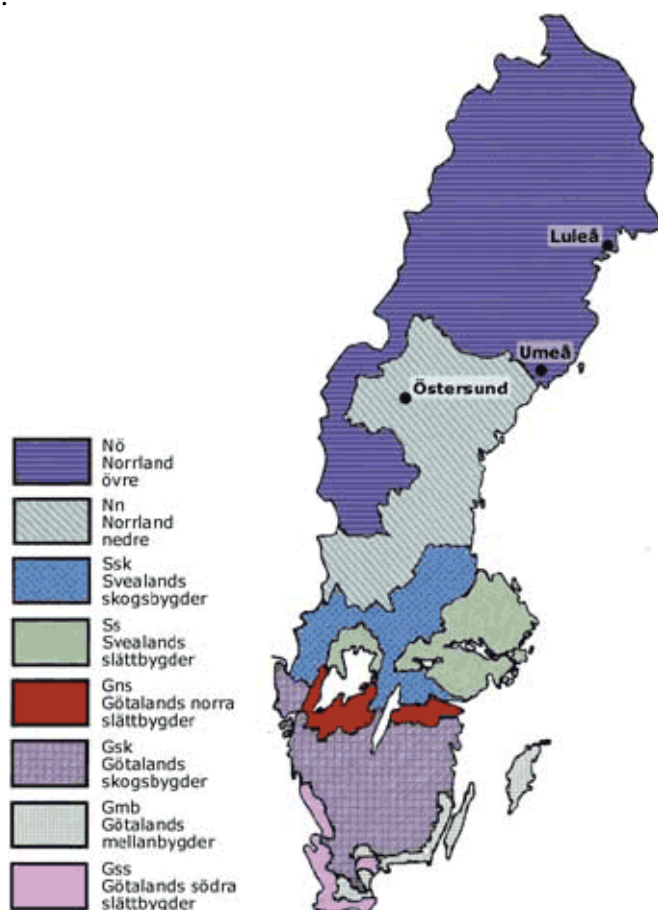 .
Luleå
Umeå
Östersund
Nö
Norrland
övre
Nn
Norrland
nedre
Ssk
Svealands
skogsbygder
Ss
Svealands
slättbygder
Gns
Götalands norra
slättbygder
Gsk
Götalands
skogsbygder
Gmb
Götalands
mellanbygder
Gss
Götalands södra
slättbygder